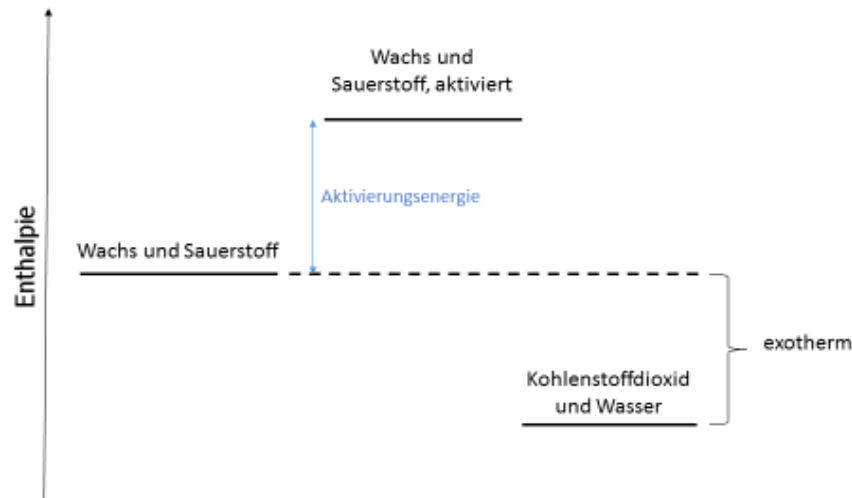 Wachs und
Sauerstoff, aktiviert
Aktivierungsenergie
Wachs und Sauerstoff
Enthalpie
exotherm
Kohlenstoffdioxid
und Wasser